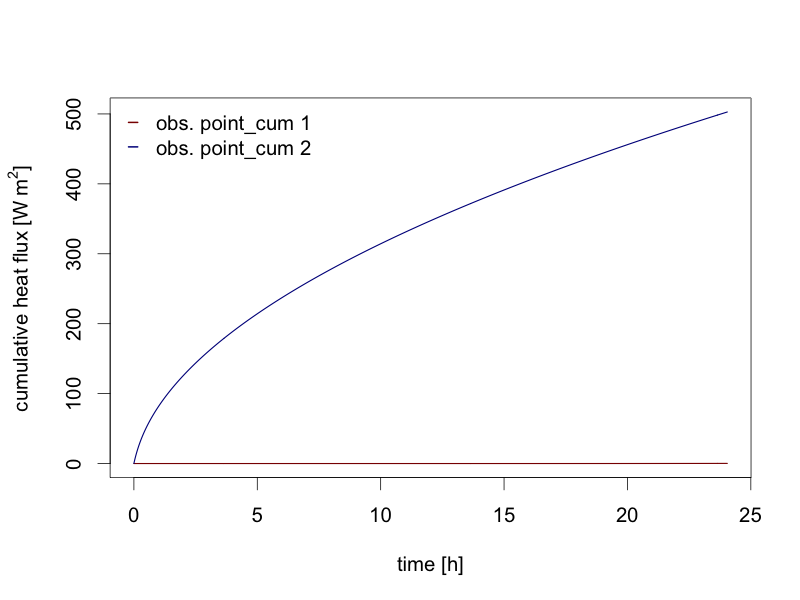 obs. point_cum 1
obs. point_cum 2
cumulative heat flux [W m²]
500
400
300
200
100
0
0 5 10 15 20 25
time [h]